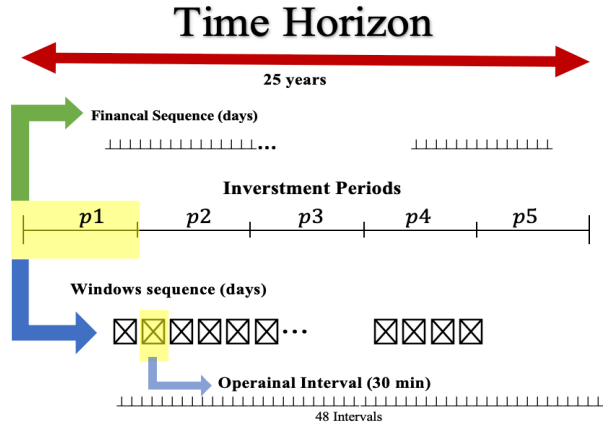 Time Horizon
25 years
Financal Sequence (days)
...
Inverstment Periods
p1 p2 p3 p4 p5
Windows sequence (days)
...
Operainal Interval (30 min)
48 Intervals